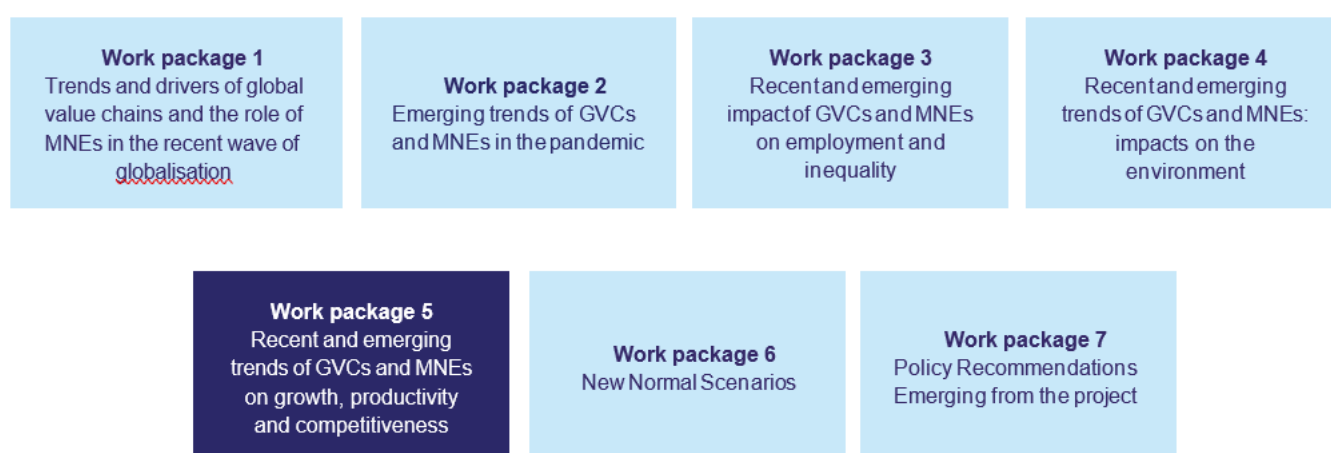 Work package 1
Trends and drivers of global
value chains and the role of
MNEs in the recent wave of
globalisation
Work package 2
Emerging trends of GVCs
and MNEs in the pandemic
Work package 3
Recent and emerging
impact of GVCs and MNEs
on employment and
inequality
Work package 4
Recent and emerging
trends of GVCs and MNEs:
impacts on the
environment
Work package 5
Recent and emerging
trends of GVCs and MNEs
on growth, productivity
and competitiveness
Work package 6
New Normal Scenarios
Work package 7
Policy Recommendations
Emerging from the project